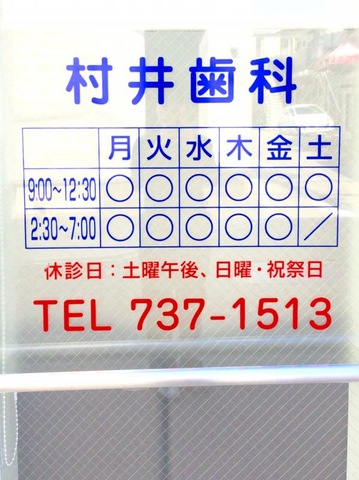 村井歯科
月 火 水 木 金 土
9:00~12:30 ○ ○ ○ ○ ○ ○
2:30~7:00 ○ ○ ○ ○ ○ /
休診日:土曜午後、日曜・祝祭日
TEL 737-1513